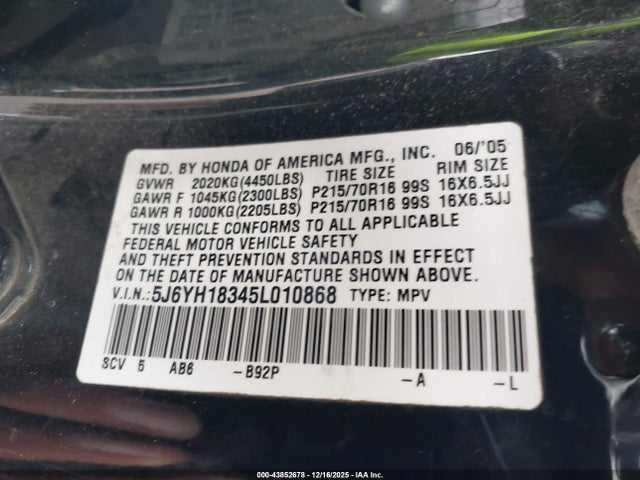 MFD. BY HONDA OF AMERICA MFG., INC. 06/'05
GVWR 2020KG(4450LBS) TIRE SIZE RIM SIZE
GAWR F 1045KG(2300LBS) P215/70R16 99S 16X6.5JJ
GAWR R 1000KG(2205LBS) P215/70R16 99S 16X6.5JJ
THIS VEHICLE CONFORMS TO ALL APPLICABLE
FEDERAL MOTOR VEHICLE SAFETY
AND THEFT PREVENTION STANDARDS IN EFFECT
ON THE DATE OF MANUFACTURE SHOWN ABOVE.
V.I.N.:5J6YH18345L010868 TYPE: MPV
SCV 5 AB6 -B92P -A -L
000-43852678 - 12/16/2025 - IAA Inc.